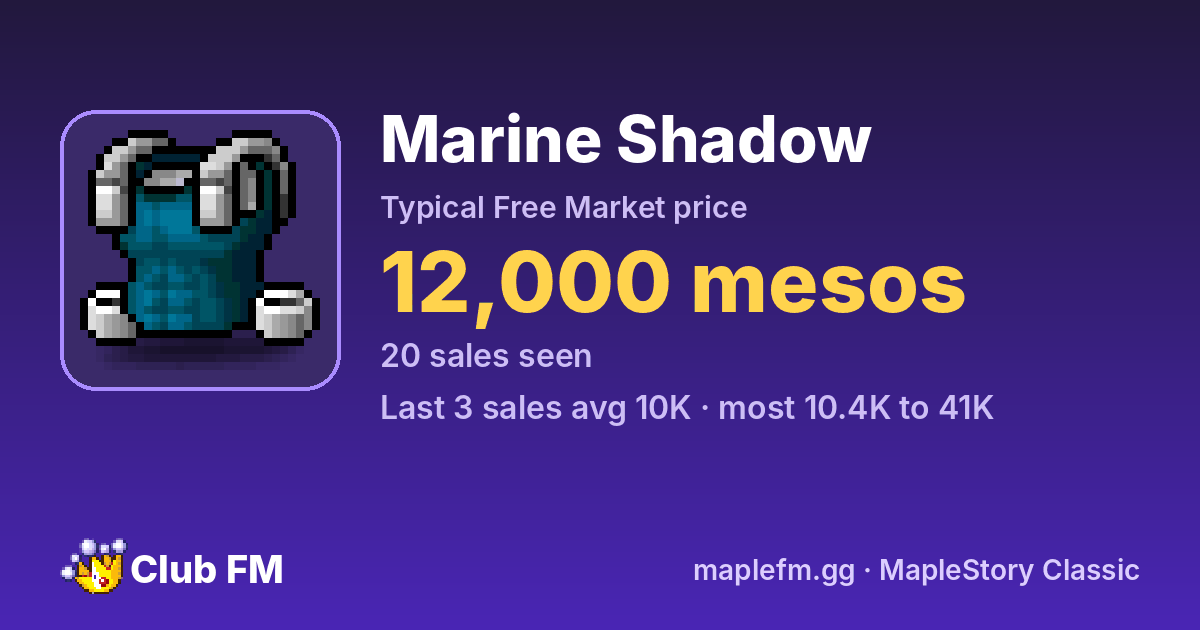 Marine Shadow
Typical Free Market price
12,000 mesos
20 sales seen
Last 3 sales avg 10K · most 10.4K to 41K
Club FM
maplefm.gg · MapleStory Classic